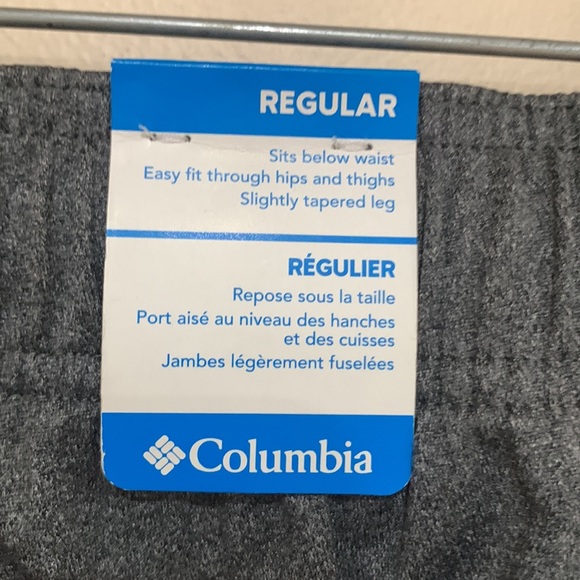 REGULAR
Sits below waist
Easy fit through hips and thighs
Slightly tapered leg
RÉGULIER
Repose sous la taille
Port aisé au niveau des hanches
et des cuisses
Jambes légèrement fuselées
Columbia